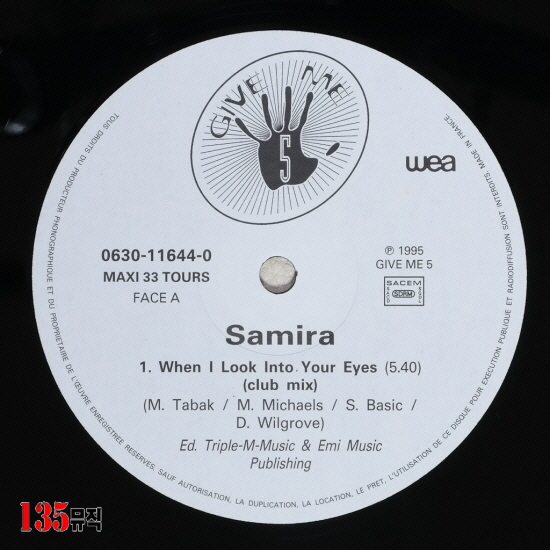 GIVE ME
5
wea
0630-11644-0
MAXI 33 TOURS
FACE A
℗ 1995
GIVE ME 5
SACEM
SDRM
Samira
1. When I Look Into Your Eyes (5.40)
(club mix)
(M. Tabak / M. Michaels / S. Basic /
D. Wilgrove)
Ed. Triple-M-Music & Emi Music
Publishing
TOUS DROITS DU PRODUCTEUR PHONOGRAPHIQUE ET DU PROPRIETAIRE DE L'ŒUVRE ENREGISTREE RESERVES, SAUF AUTORISATION, LA DUPLICATION, LA LOCATION, LE PRET, L'UTILISATION DE CE DISQUE POUR EXECUTION PUBLIQUE ET RADIODIFFUSION SONT INTERDITS. MADE IN FRANCE.
135뮤직